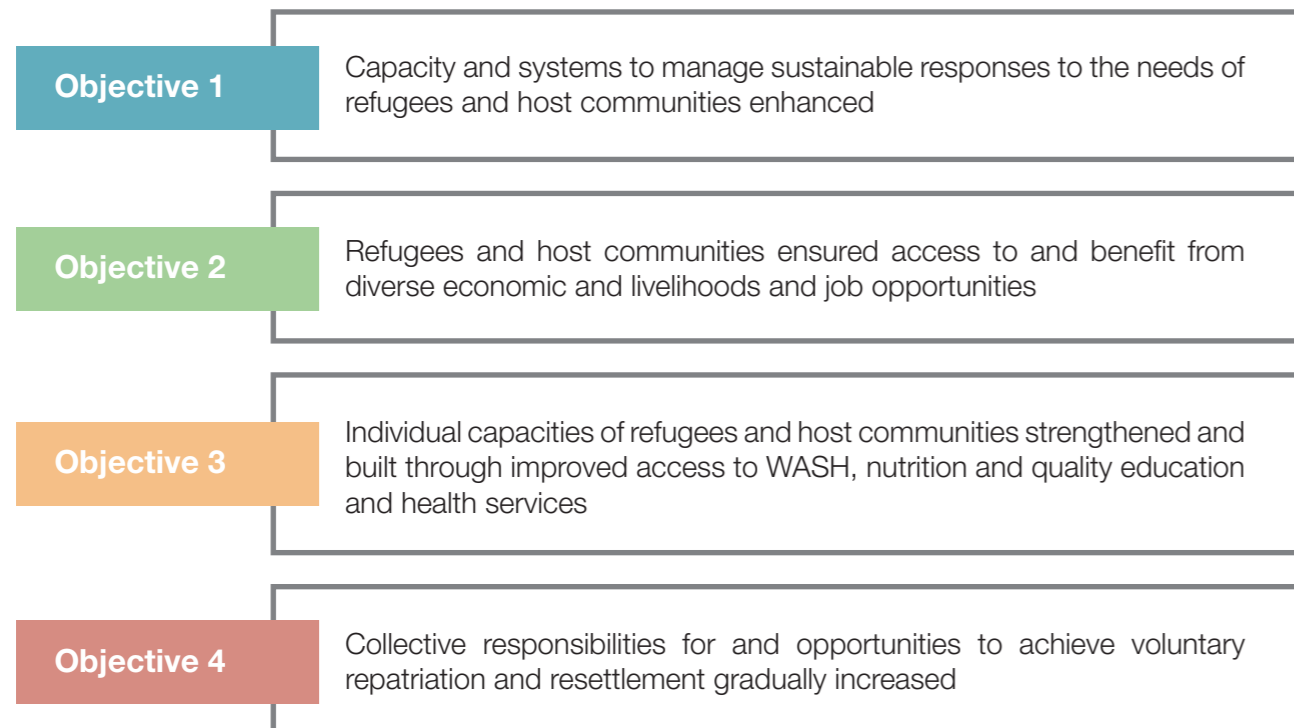 Objective 1
Capacity and systems to manage sustainable responses to the needs of
refugees and host communities enhanced
Objective 2
Refugees and host communities ensured access to and benefit from
diverse economic and livelihoods and job opportunities
Objective 3
Individual capacities of refugees and host communities strengthened and
built through improved access to WASH, nutrition and quality education
and health services
Objective 4
Collective responsibilities for and opportunities to achieve voluntary
repatriation and resettlement gradually increased